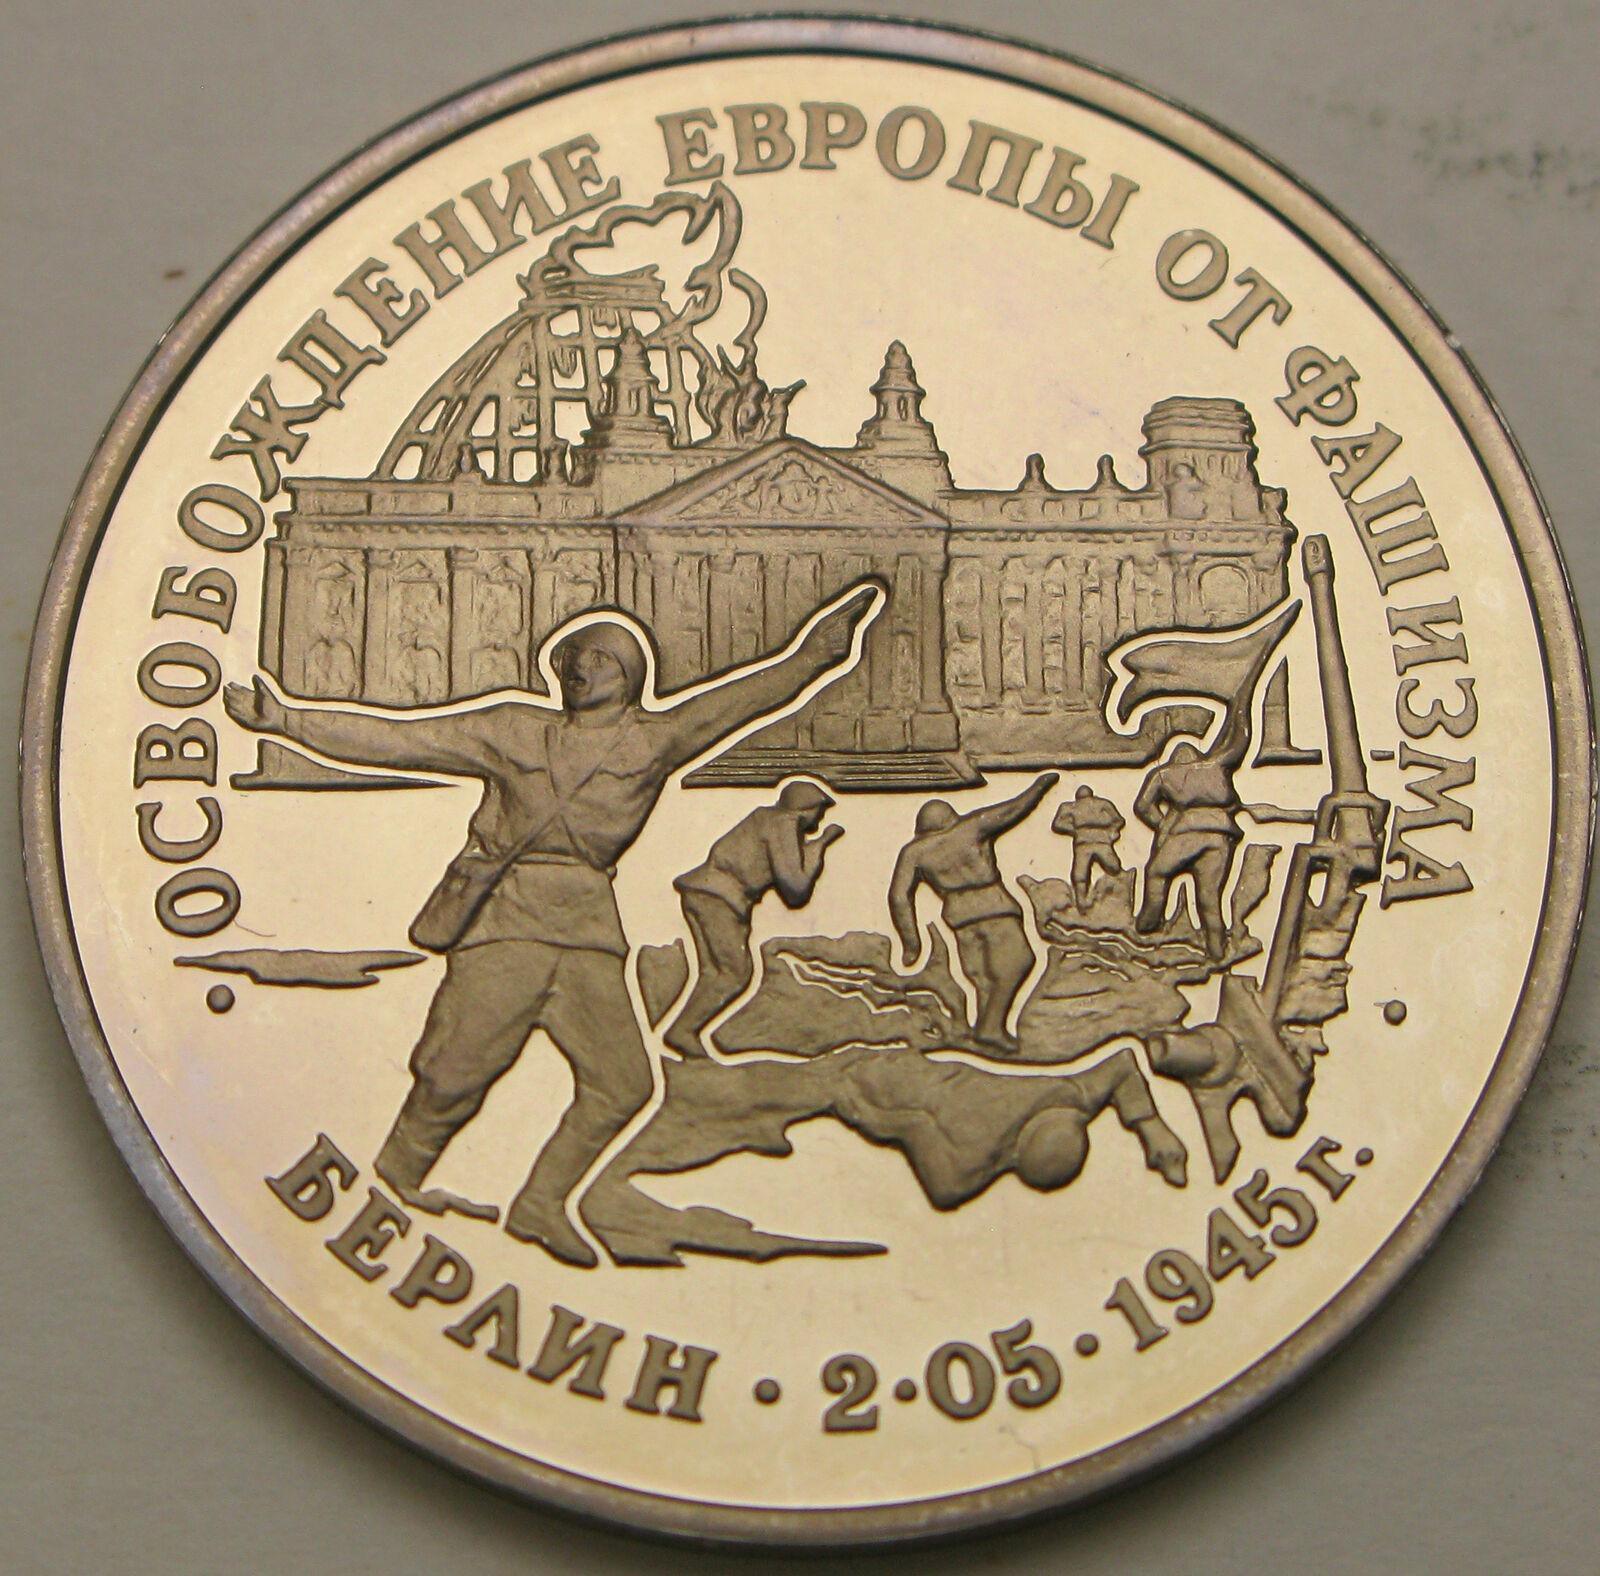 ОСВОБОЖДЕНИЕ ЕВРОПЫ ОТ ФАШИЗМА
БЕРЛИН · 2·05·1945г.